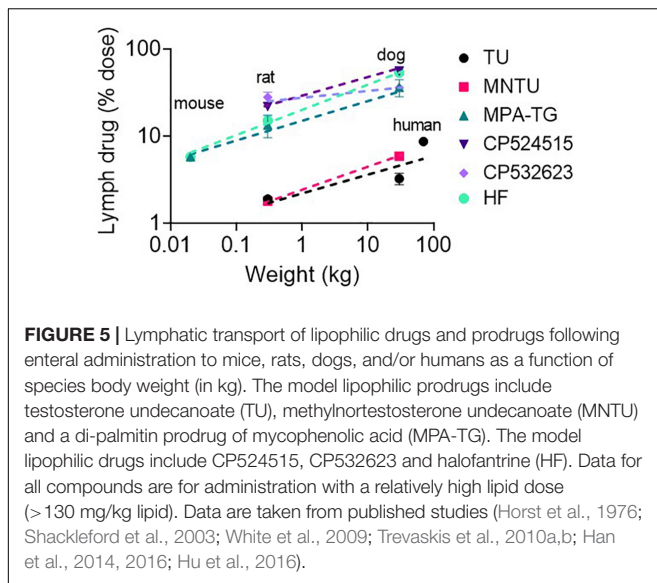 100
10
1
Lymph drug (% dose)
mouse
rat
dog
human
0.01
0.1
1
10
100
Weight (kg)
TU
MNTU
MPA-TG
CP524515
CP532623
HF
FIGURE 5 | Lymphatic transport of lipophilic drugs and prodrugs following
enteral administration to mice, rats, dogs, and/or humans as a function of
species body weight (in kg). The model lipophilic prodrugs include
testosterone undecanoate (TU), methylnortestosterone undecanoate (MNTU)
and a di-palmitin prodrug of mycophenolic acid (MPA-TG). The model
lipophilic drugs include CP524515, CP532623 and halofantrine (HF). Data for
all compounds are for administration with a relatively high lipid dose
(>130 mg/kg lipid). Data are taken from published studies (Horst et al., 1976;
Shackleford et al., 2003; White et al., 2009; Trevaskis et al., 2010a,b; Han
et al., 2014, 2016; Hu et al., 2016).